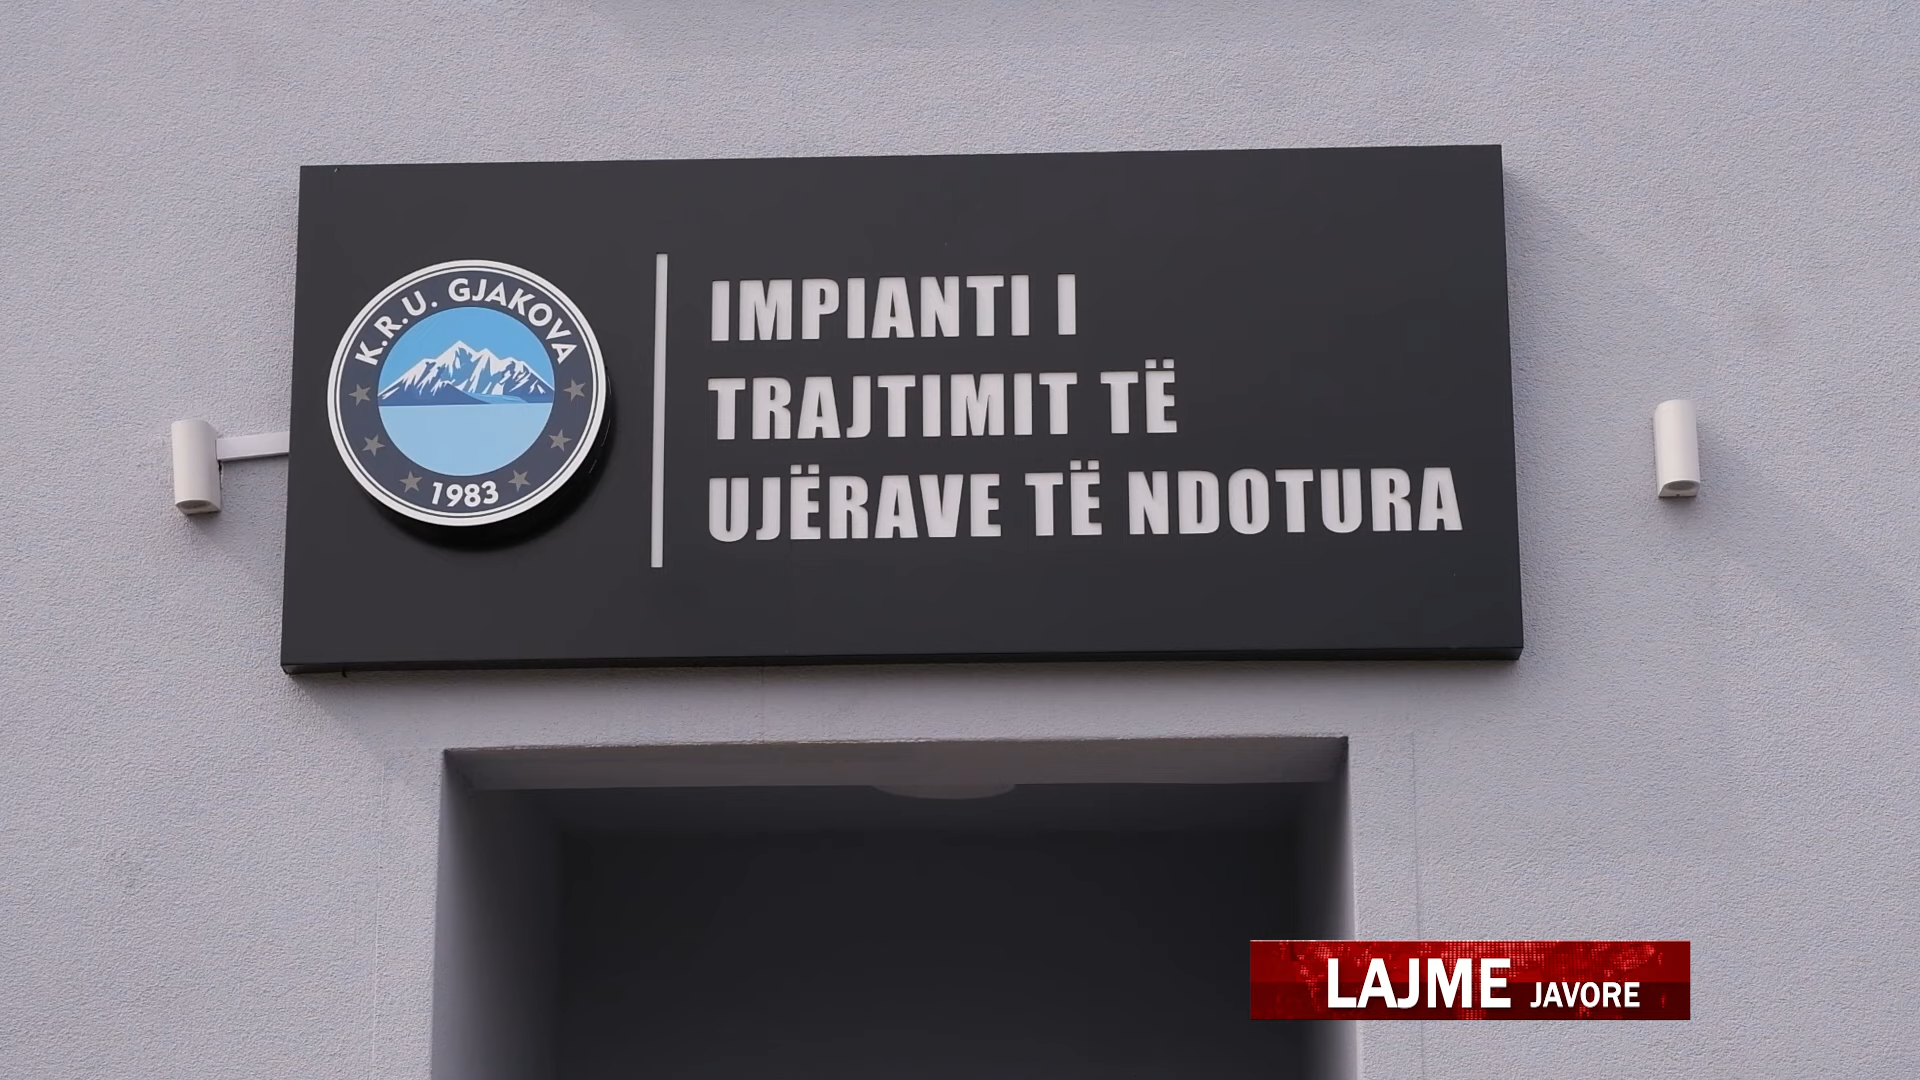 K.R.U. GJAKOVA
1983
IMPIANTI I
TRAJTIMIT TË
UJËRAVE TË NDOTURA
LAJME JAVORE